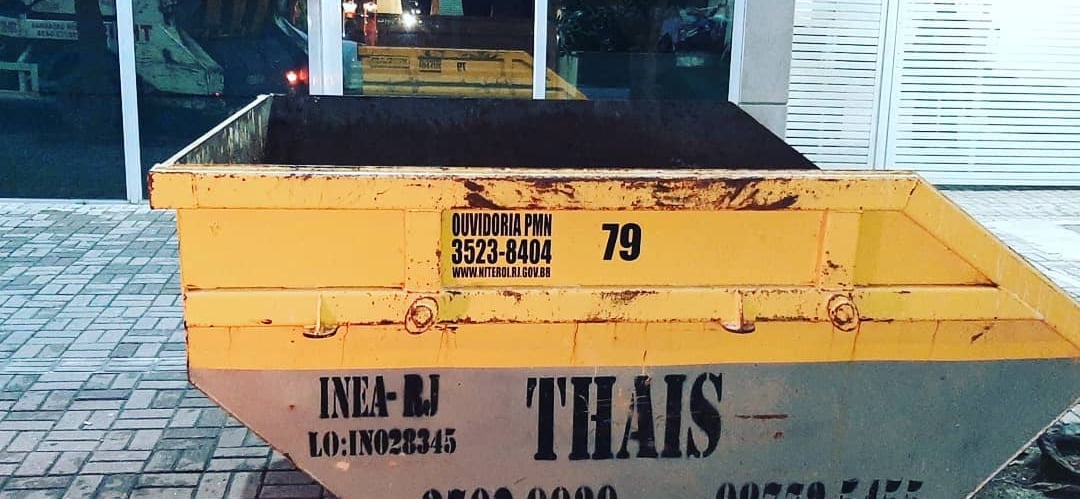 OUVIDORIA PMN
3523-8404
WWW.NITEROI.RJ.GOV.BR
79
INEA-RJ
LO:IN028345
THAIS